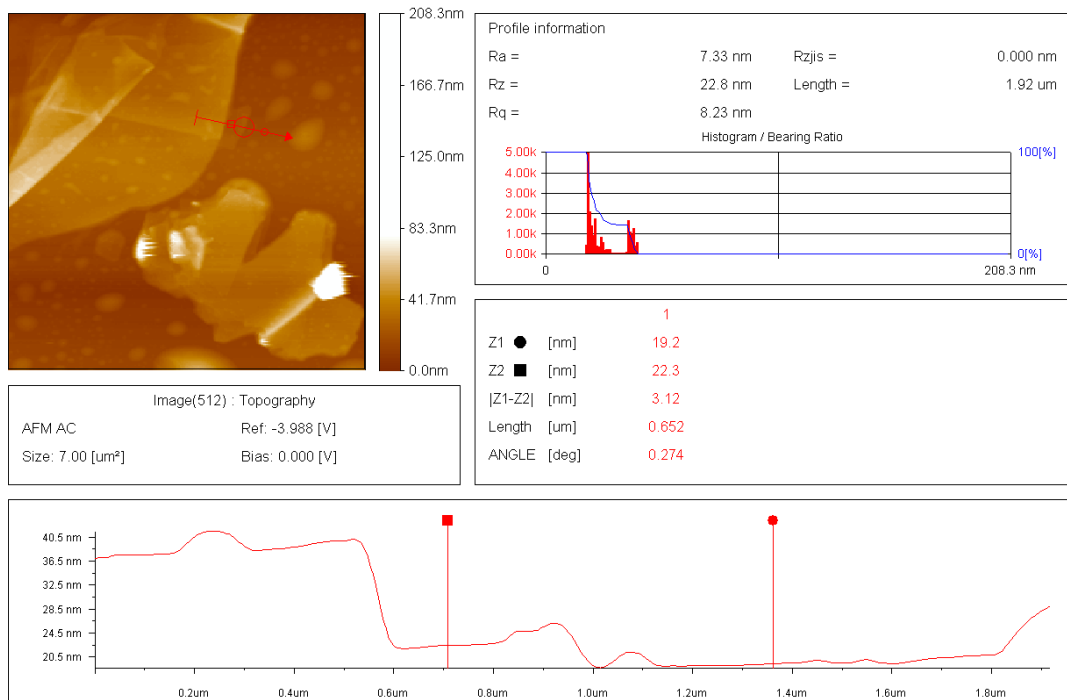 208.3nm
166.7nm
125.0nm
83.3nm
41.7nm
0.0nm
Profile information
Ra = 7.33 nm Rzjis = 0.000 nm
Rz = 22.8 nm Length = 1.92 um
Rq = 8.23 nm
Histogram / Bearing Ratio
5.00k 100[%]
4.00k
3.00k
2.00k
1.00k
0.00k 0[%]
0 208.3 nm
1
Z1 ● [nm] 19.2
Z2 ■ [nm] 22.3
|Z1-Z2| [nm] 3.12
Length [um] 0.652
ANGLE [deg] 0.274
Image(512) : Topography
AFM AC Ref: -3.988 [V]
Size: 7.00 [um²] Bias: 0.000 [V]
40.5 nm
36.5 nm
32.5 nm
28.5 nm
24.5 nm
20.5 nm
0.2um 0.4um 0.6um 0.8um 1.0um 1.2um 1.4um 1.6um 1.8um